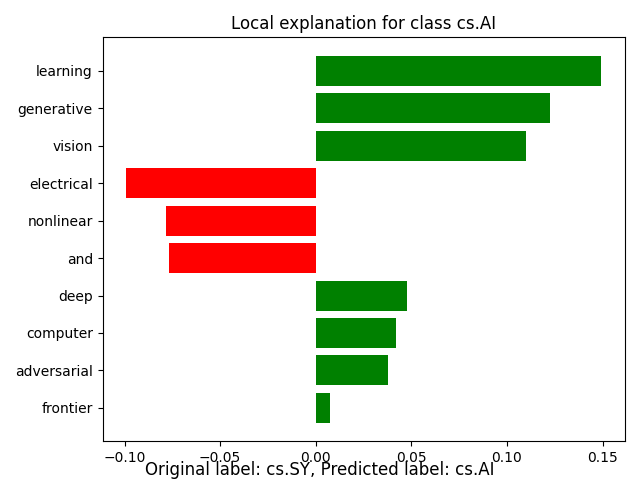 Local explanation for class cs.AI
learning
generative
vision
electrical
nonlinear
and
deep
computer
adversarial
frontier
−0.10 −0.05 0.00 0.05 0.10 0.15
Original label: cs.SY, Predicted label: cs.AI